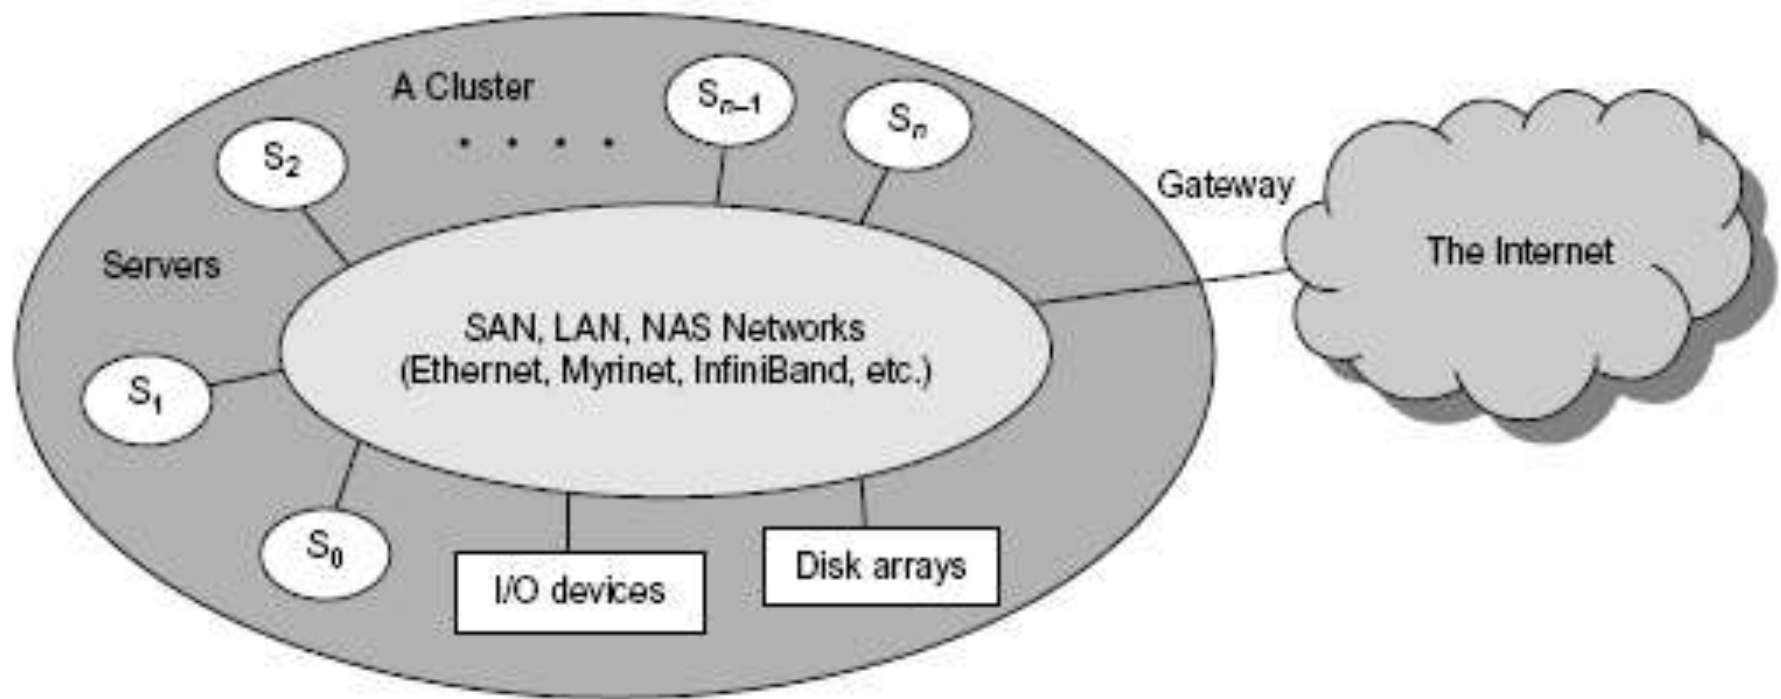 A Cluster
S₂
. . . .
Sₙ₋₁
Sₙ
Gateway
The Internet
Servers
SAN, LAN, NAS Networks
(Ethernet, Myrinet, InfiniBand, etc.)
S₁
S₀
I/O devices
Disk arrays